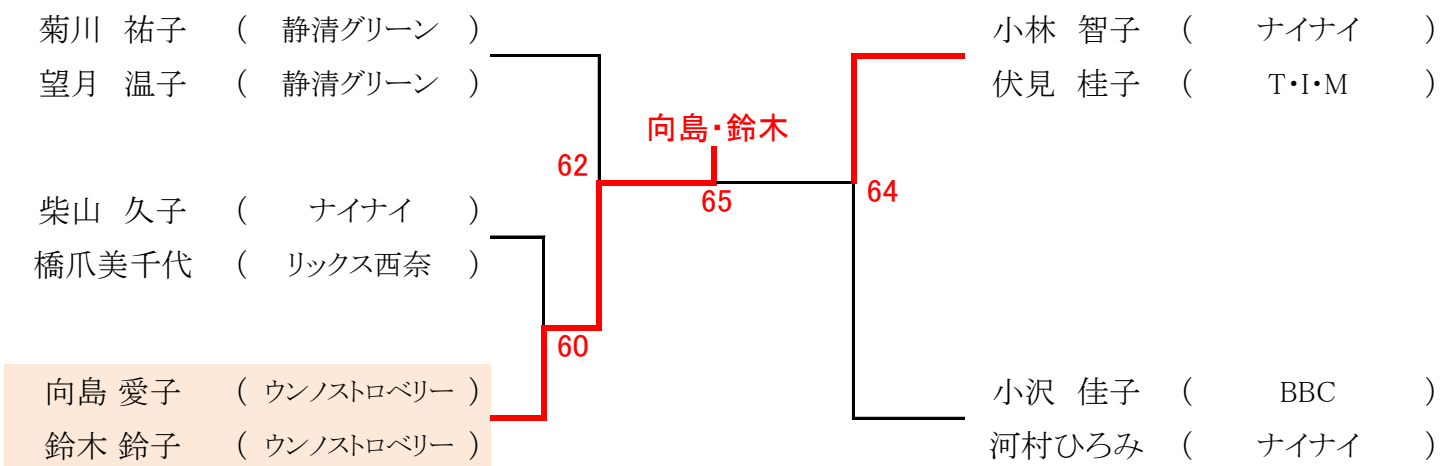 菊川 祐子 ( 静清グリーン )
望月 温子 ( 静清グリーン )
柴山 久子 ( ナイナイ )
橋爪美千代 ( リックス西奈 )
向島 愛子 ( ウンノストロベリー )
鈴木 鈴子 ( ウンノストロベリー )
62
60
向島・鈴木
65
64
小林 智子 ( ナイナイ )
伏見 桂子 ( T・I・M )
小沢 佳子 ( BBC )
河村ひろみ ( ナイナイ )